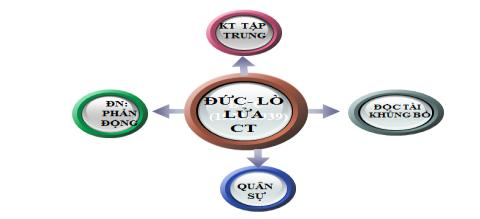 KT TẬP
TRUNG
ĐN:
PHẢN
ĐỘNG
ĐỨC- LÒ
LỬA
CT
ĐỘC TÀI
KHỦNG BỐ
QUÂN
SỰ